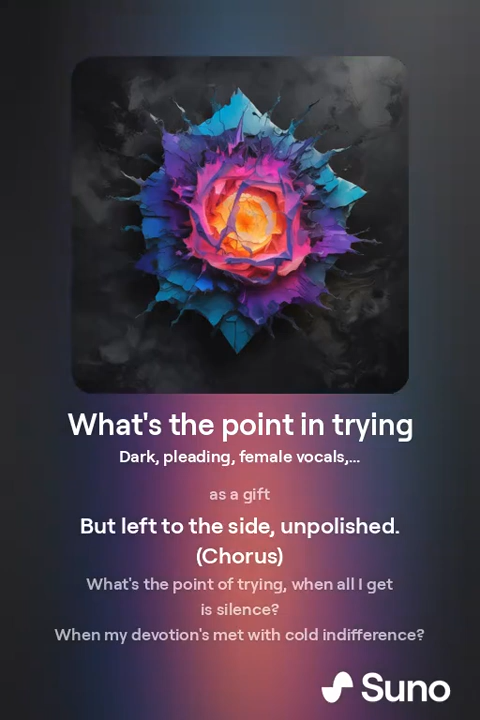 What's the point in trying
Dark, pleading, female vocals,...
as a gift
But left to the side, unpolished.
(Chorus)
What's the point of trying, when all I get
is silence?
When my devotion's met with cold indifference?
Suno